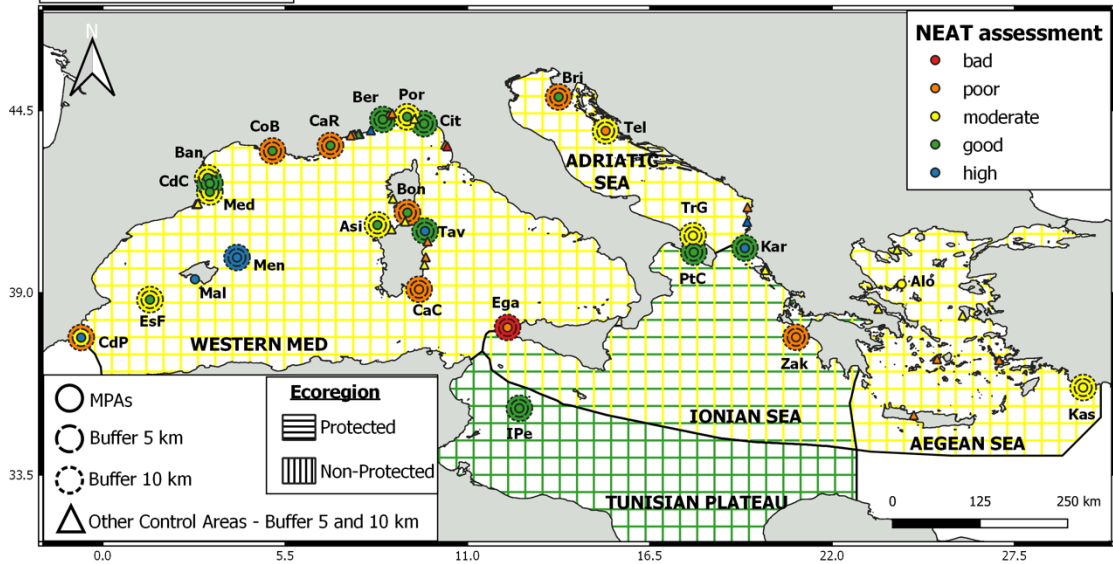 N
NEAT assessment
bad
poor
moderate
good
high
44.5
39.0
33.5
Bri
Ber
Por
CoB
CaR
Cit
Tel
Ban
CdC
Med
ADRIATIC
SEA
Bon
TrG
Asi
Tav
Kar
Men
PtC
Mal
Alo
EsF
CaC
Ega
CdP
WESTERN MED
Zak
Kas
IPe
IONIAN SEA
AEGEAN SEA
TUNISIAN PLATEAU
MPAs
Buffer 5 km
Buffer 10 km
Other Control Areas - Buffer 5 and 10 km
Ecoregion
Protected
Non-Protected
0 125 250 km
0.0 5.5 11.0 16.5 22.0 27.5